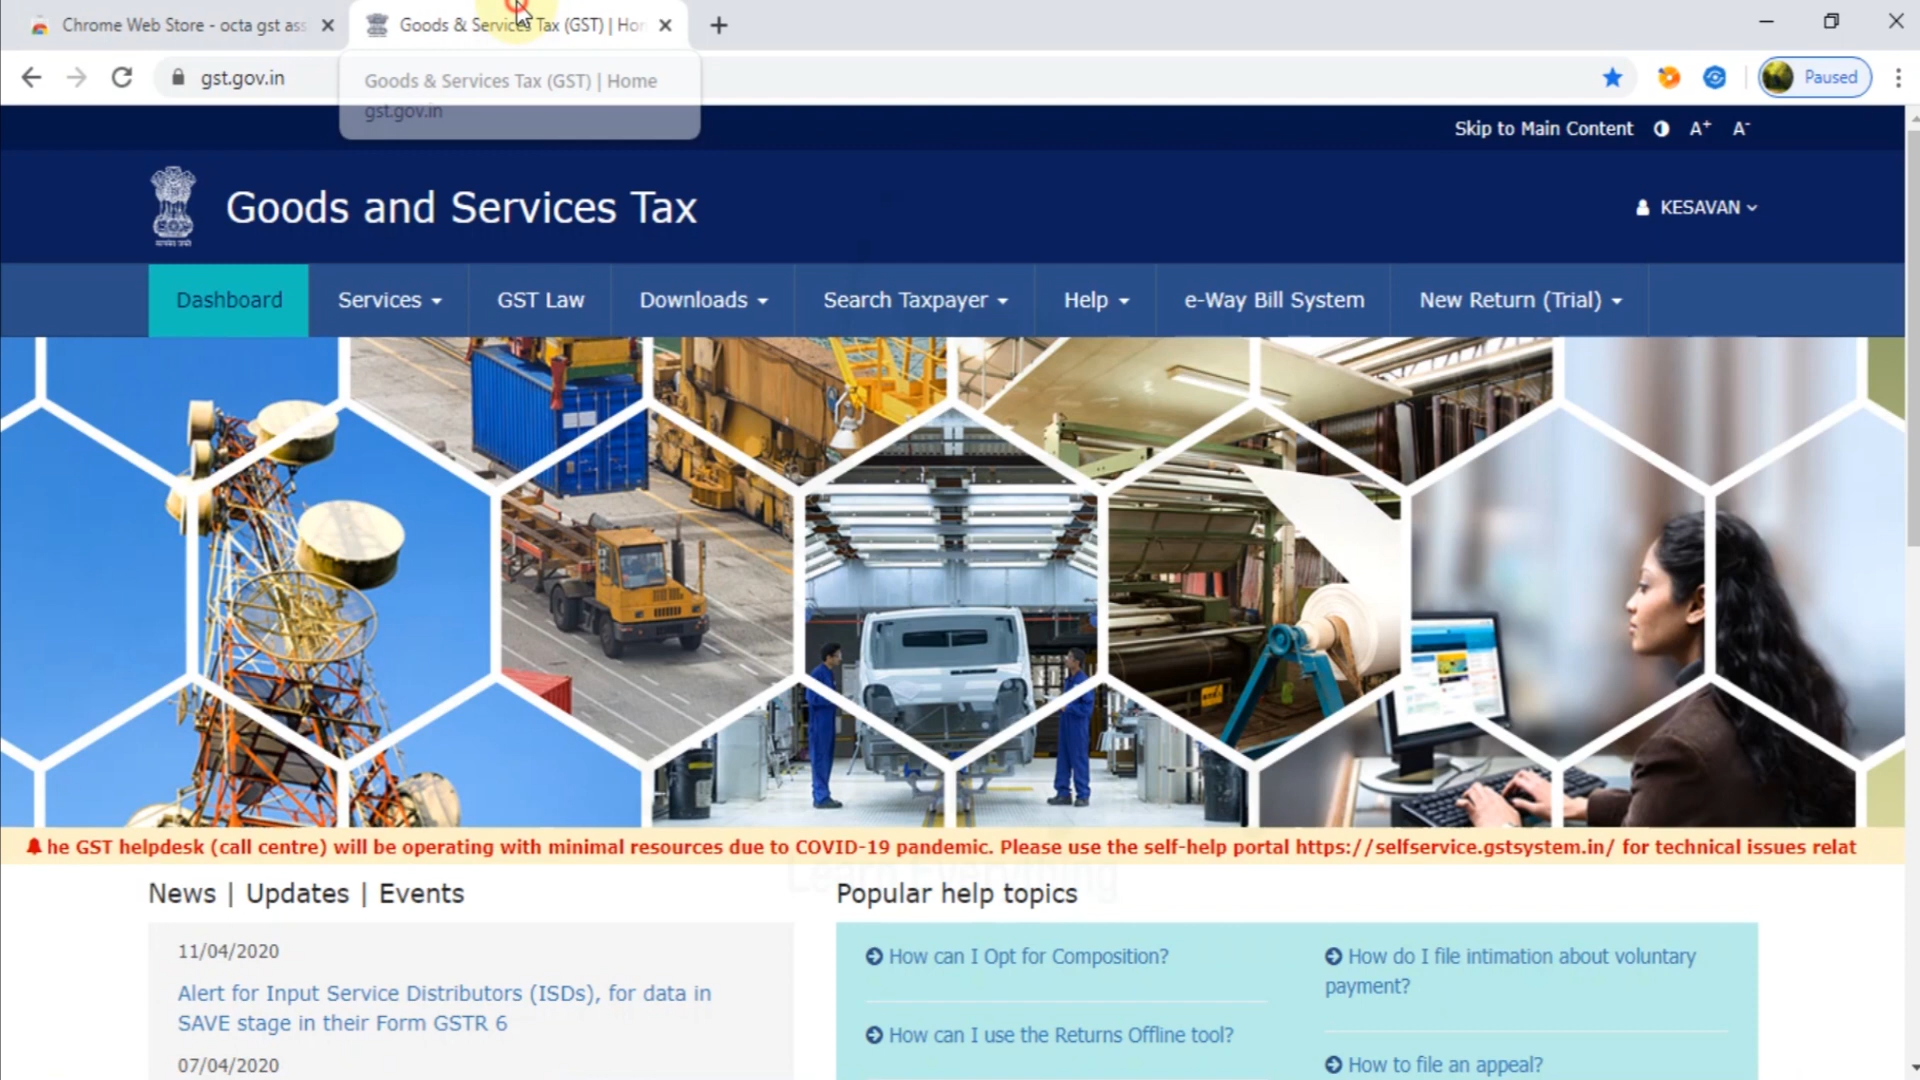 Chrome Web Store - octa gst ass
Goods & Services Tax (GST) | Hor
gst.gov.in
Goods & Services Tax (GST) | Home
gst.gov.in
Paused
Skip to Main Content A+ A-
Goods and Services Tax
KESAVAN
Dashboard Services GST Law Downloads Search Taxpayer Help e-Way Bill System New Return (Trial)
he GST helpdesk (call centre) will be operating with minimal resources due to COVID-19 pandemic. Please use the self-help portal https://selfservice.gstsystem.in/ for technical issues relat
Learn Everything
News | Updates | Events
11/04/2020
Alert for Input Service Distributors (ISDs), for data in
SAVE stage in their Form GSTR 6
07/04/2020
Popular help topics
How can I Opt for Composition?
How can I use the Returns Offline tool?
How do I file intimation about voluntary
payment?
How to file an appeal?